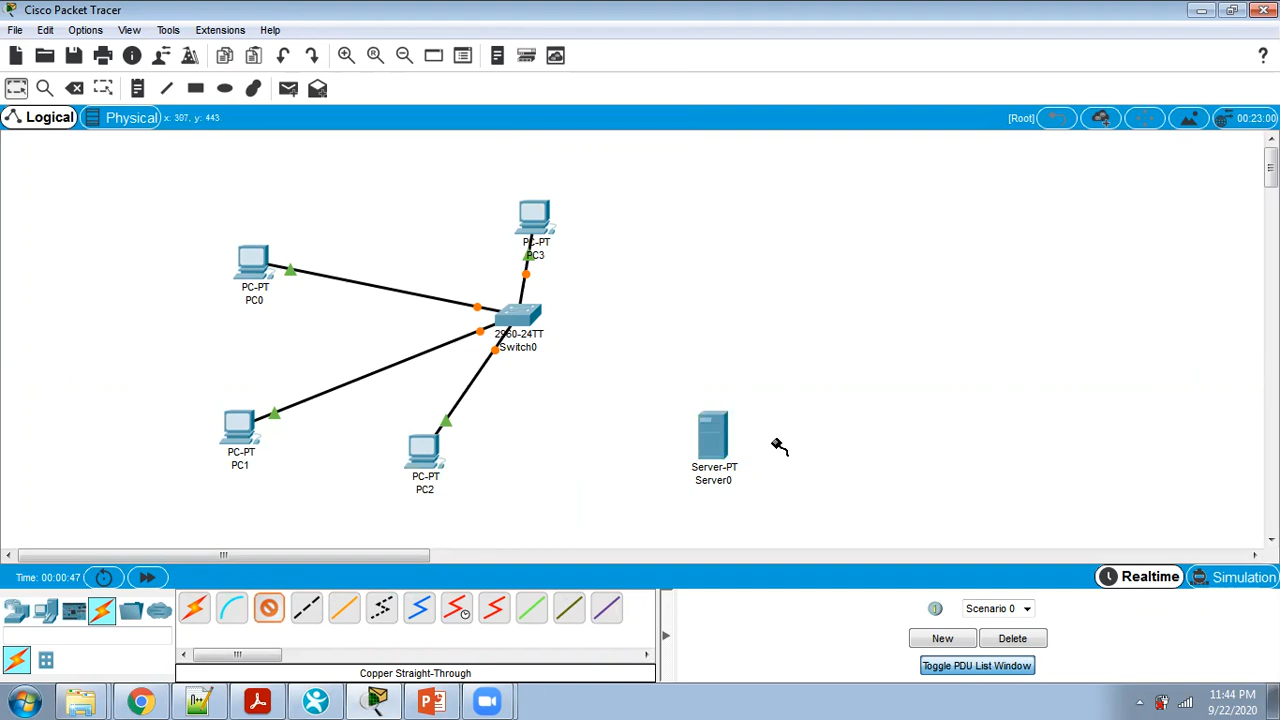 Cisco Packet Tracer
File Edit Options View Tools Extensions Help
Logical Physical x: 397, y: 443 [Root] 00:23:00
PC-PT
PC3
PC-PT
PC0
2960-24TT
Switch0
PC-PT
PC1
PC-PT
PC2
Server-PT
Server0
Time: 00:00:47 Realtime Simulation
Scenario 0
New Delete
Toggle PDU List Window
Copper Straight-Through
11:44 PM
9/22/2020